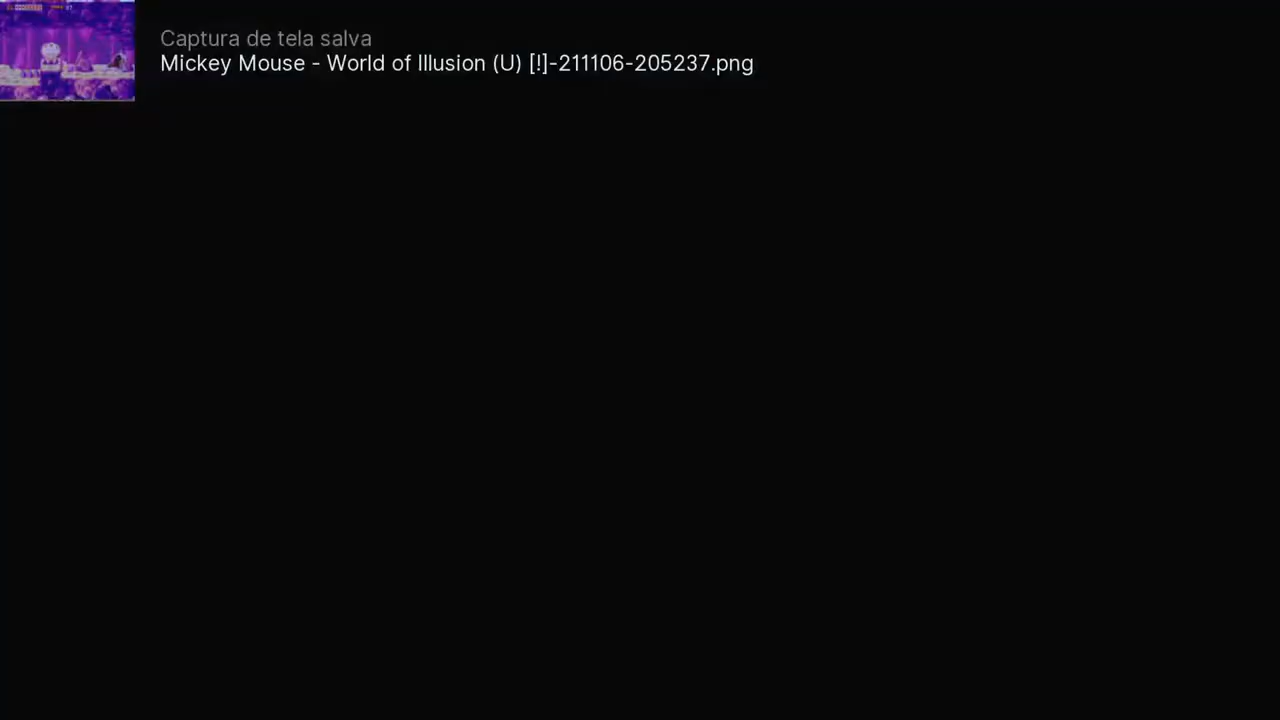 Captura de tela salva
Mickey Mouse - World of Illusion (U) [!]-211106-205237.png